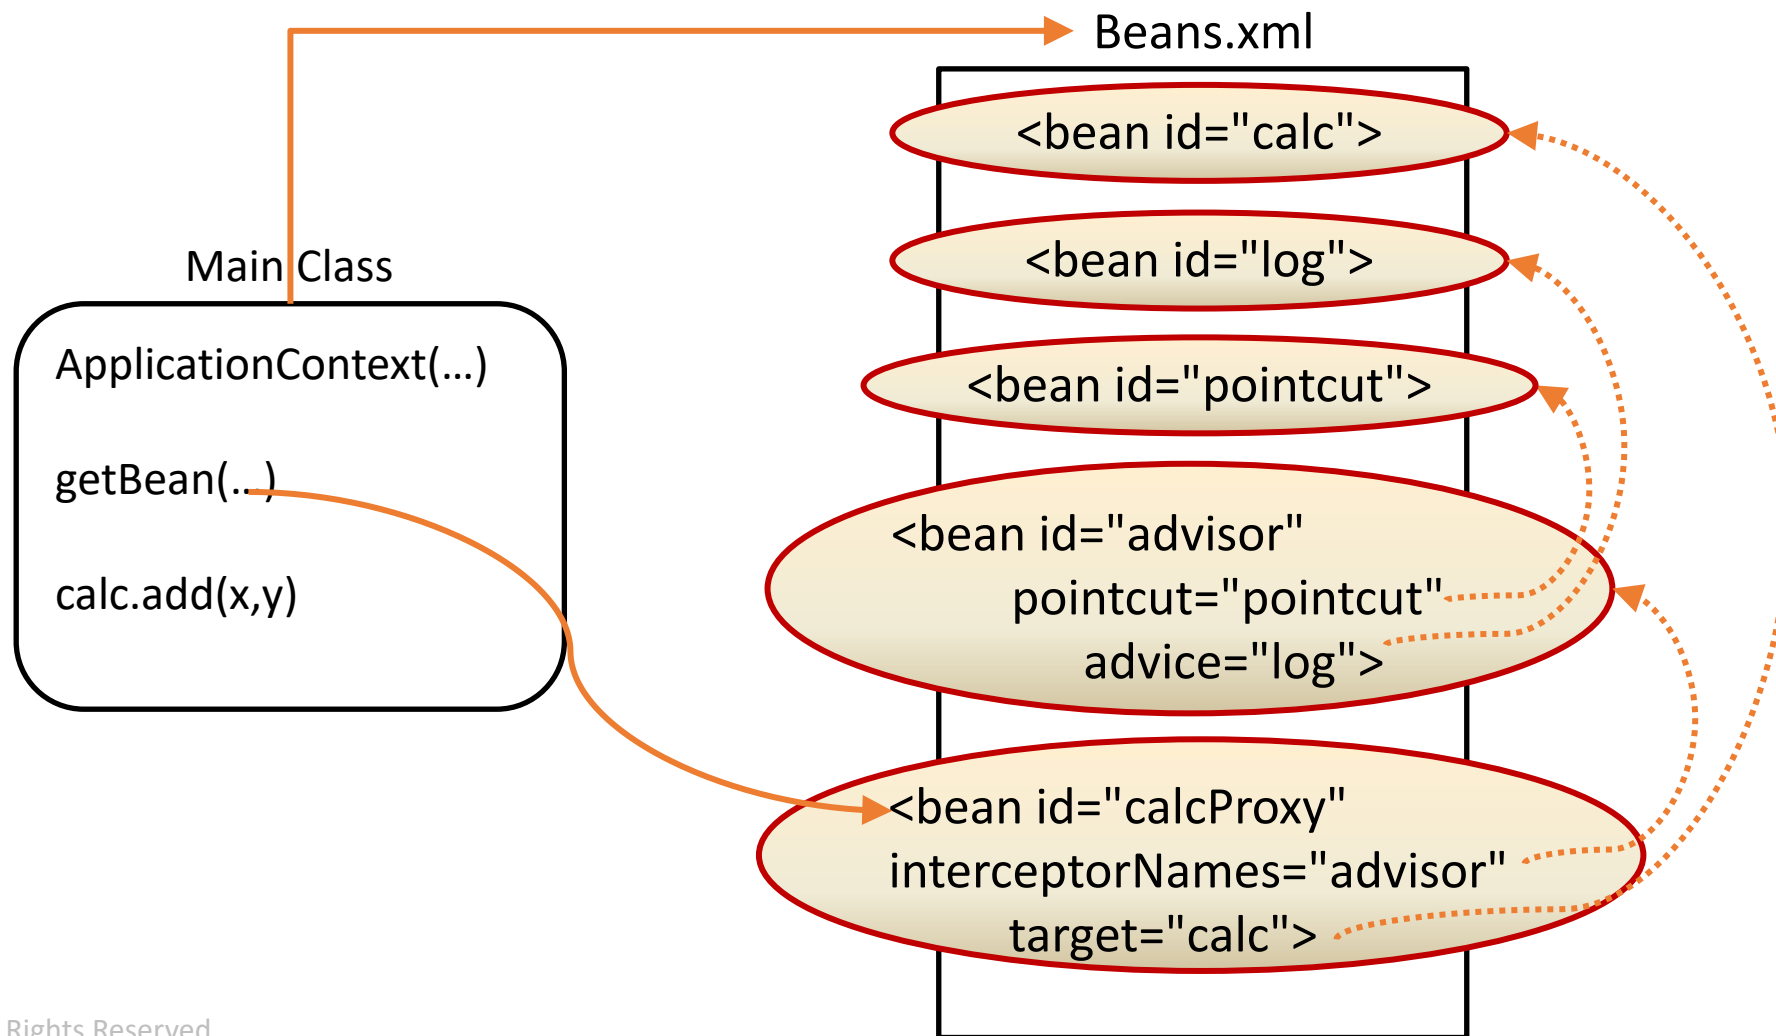 Beans.xml
<bean id="calc">
<bean id="log">
Main Class
ApplicationContext(...)
<bean id="pointcut">
getBean(...)
<bean id="advisor"
pointcut="pointcut"
calc.add(x,y)
advice="log">
<bean id="calcProxy"
interceptorNames="advisor"
target="calc">
Rights Reserved